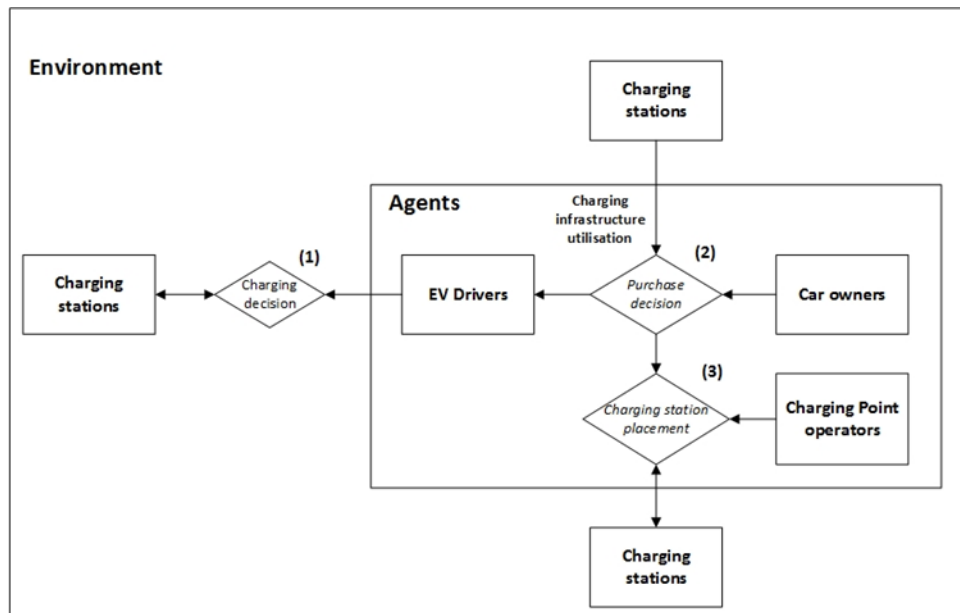 Environment
Charging
stations
Agents
Charging
infrastructure
utilisation
(1)
(2)
Charging
stations
Charging
decision
EV Drivers
Purchase
decision
Car owners
(3)
Charging station
placement
Charging Point
operators
Charging
stations